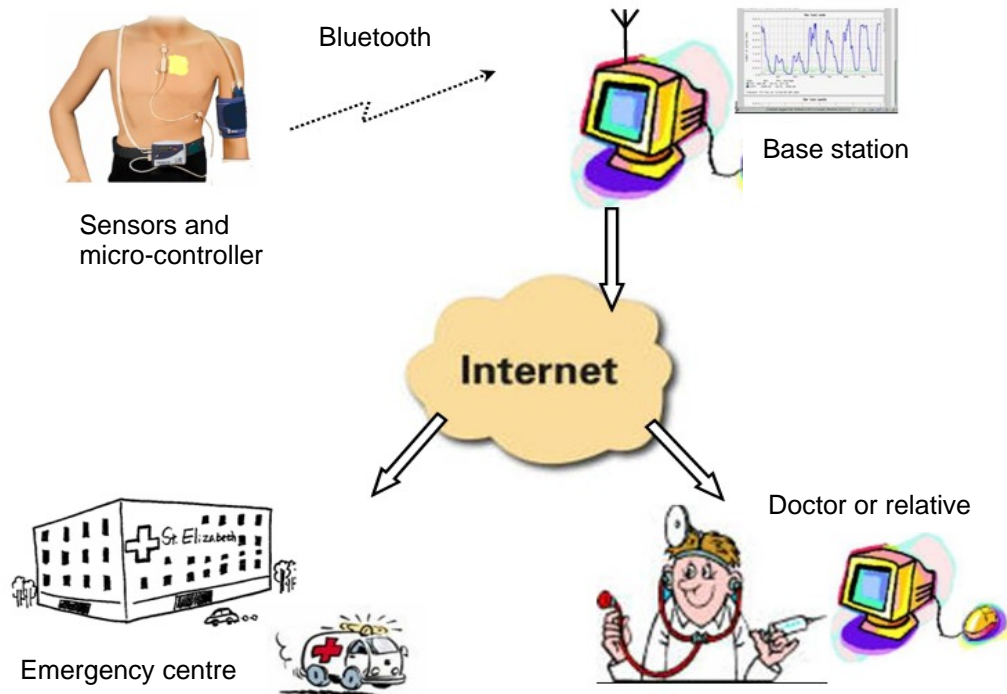 Bluetooth
Base station
Sensors and
micro-controller
Internet
Doctor or relative
St. Elizabeth
Emergency centre